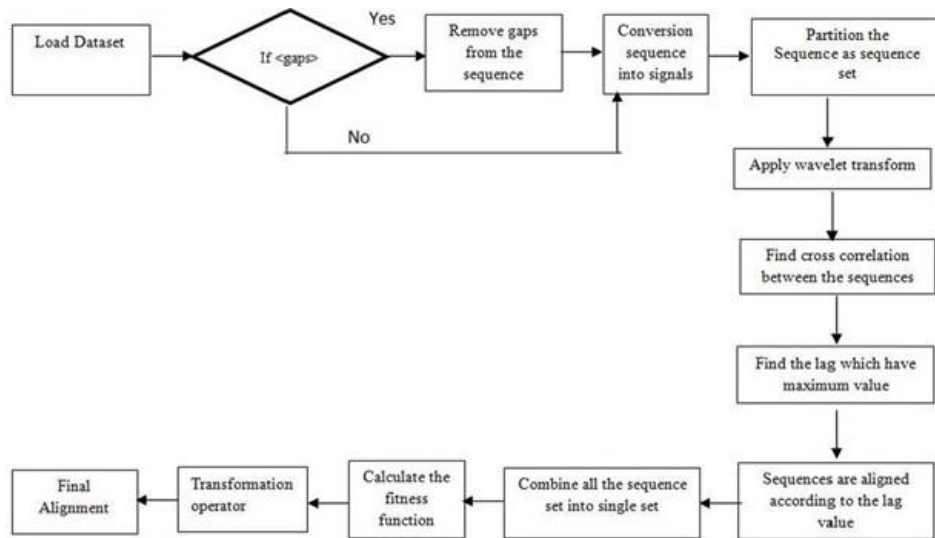 Load Dataset
If <gaps>
Yes
No
Remove gaps
from the
sequence
Conversion
sequence
into signals
Partition the
Sequence as sequence
set
Apply wavelet transform
Find cross correlation
between the sequences
Find the lag which have
maximum value
Sequences are aligned
according to the lag
value
Combine all the sequence
set into single set
Calculate the
fitness
function
Transformation
operator
Final
Alignment